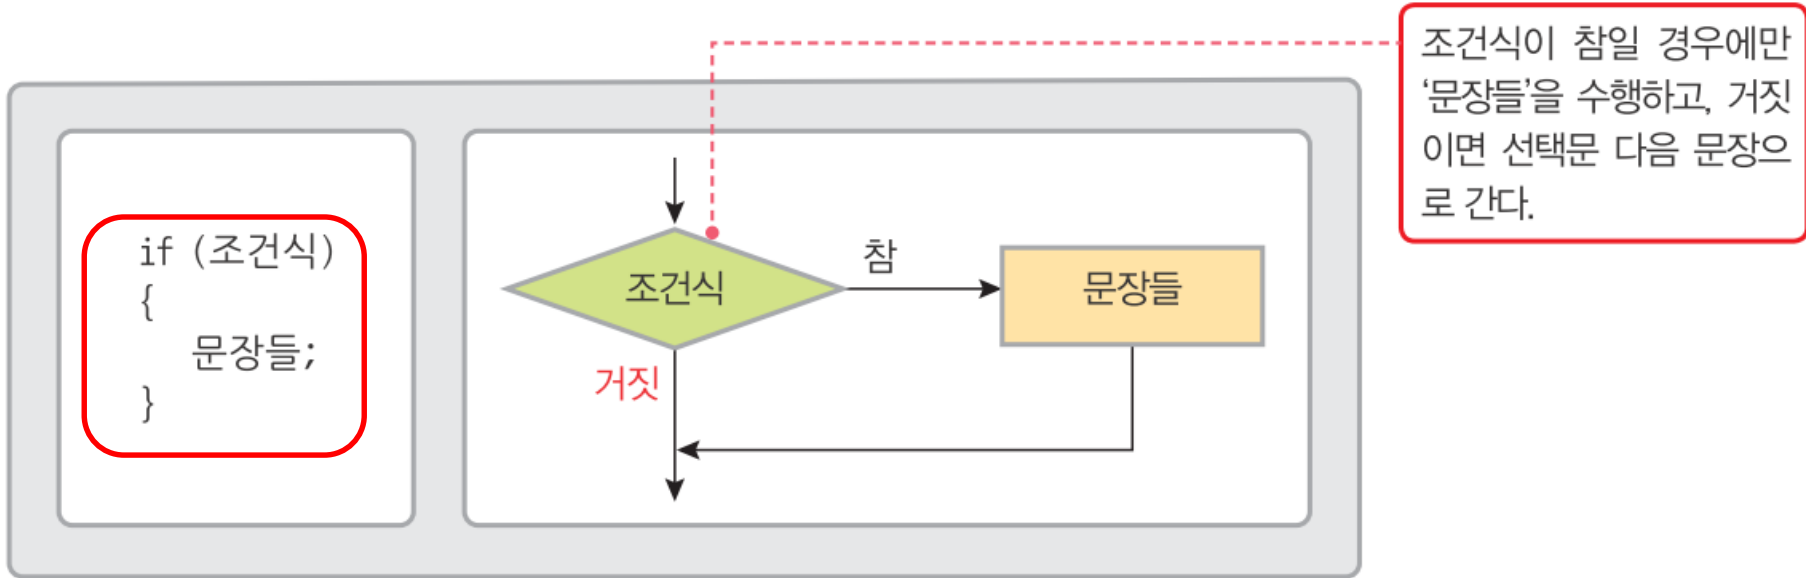 조건식이 참일 경우에만
‘문장들’을 수행하고, 거짓
이면 선택문 다음 문장으
로 간다.
if (조건식)
{
문장들;
}
조건식
참
문장들
거짓